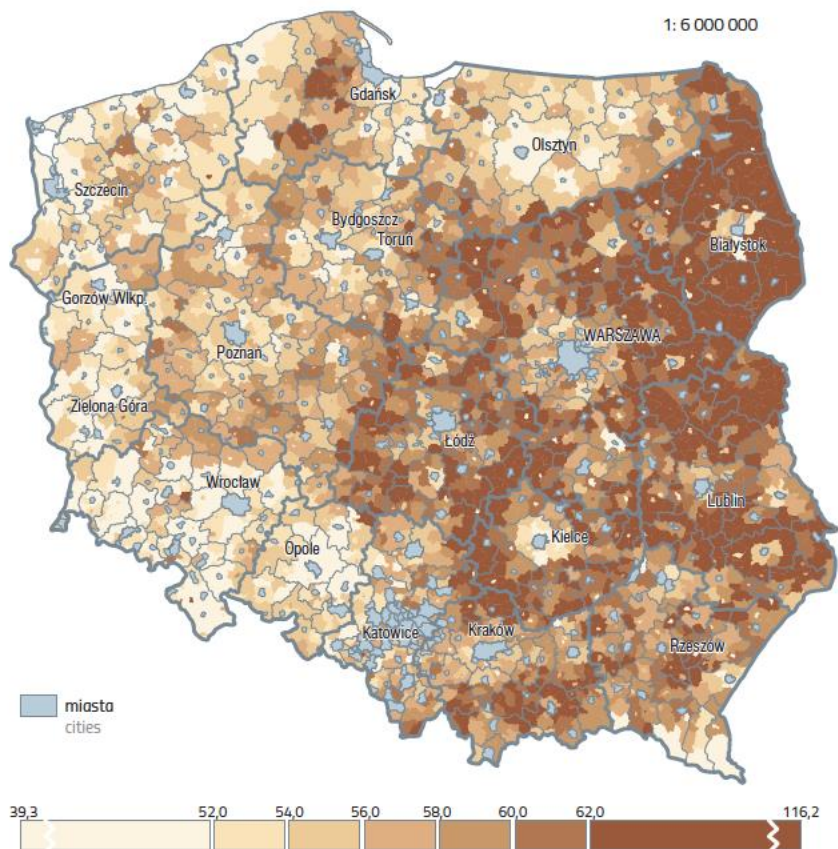 1: 6 000 000
Gdańsk
Olsztyn
Szczecin
Bydgoszcz
Toruń
Białystok
Gorzów Wlkp.
WARSZAWA
Poznań
Zielona Góra
Łódź
Wrocław
Lublin
Opole
Kielce
Katowice
Kraków
Rzeszów
miasta
cities
39,3 52,0 54,0 56,0 58,0 60,0 62,0 116,2